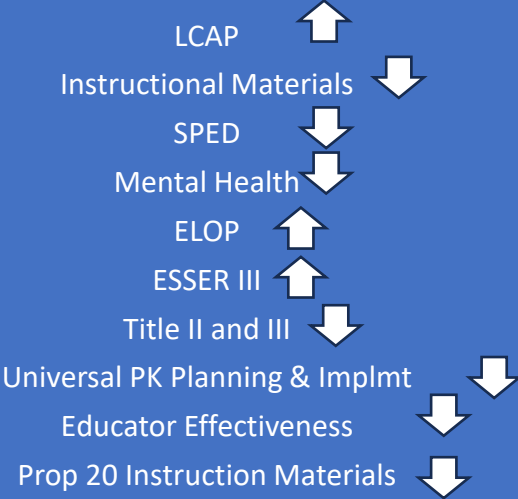 LCAP
Instructional Materials
SPED
Mental Health
ELOP
ESSER III
Title II and III
Universal PK Planning & Implmt
Educator Effectiveness
Prop 20 Instruction Materials